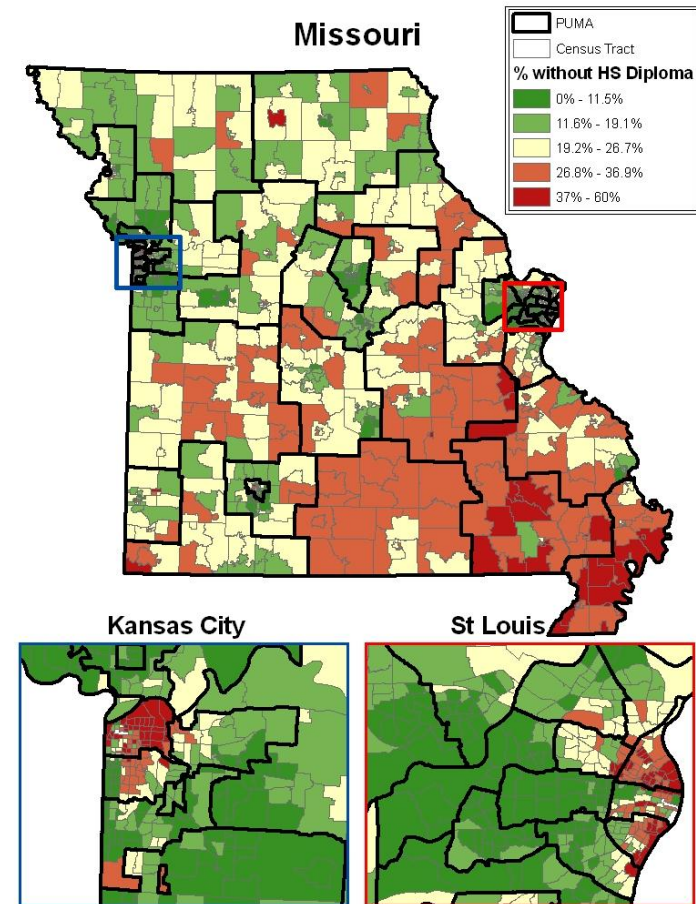 Missouri
PUMA
Census Tract
% without HS Diploma
0% - 11.5%
11.6% - 19.1%
19.2% - 26.7%
26.8% - 36.9%
37% - 60%
Kansas City
St Louis